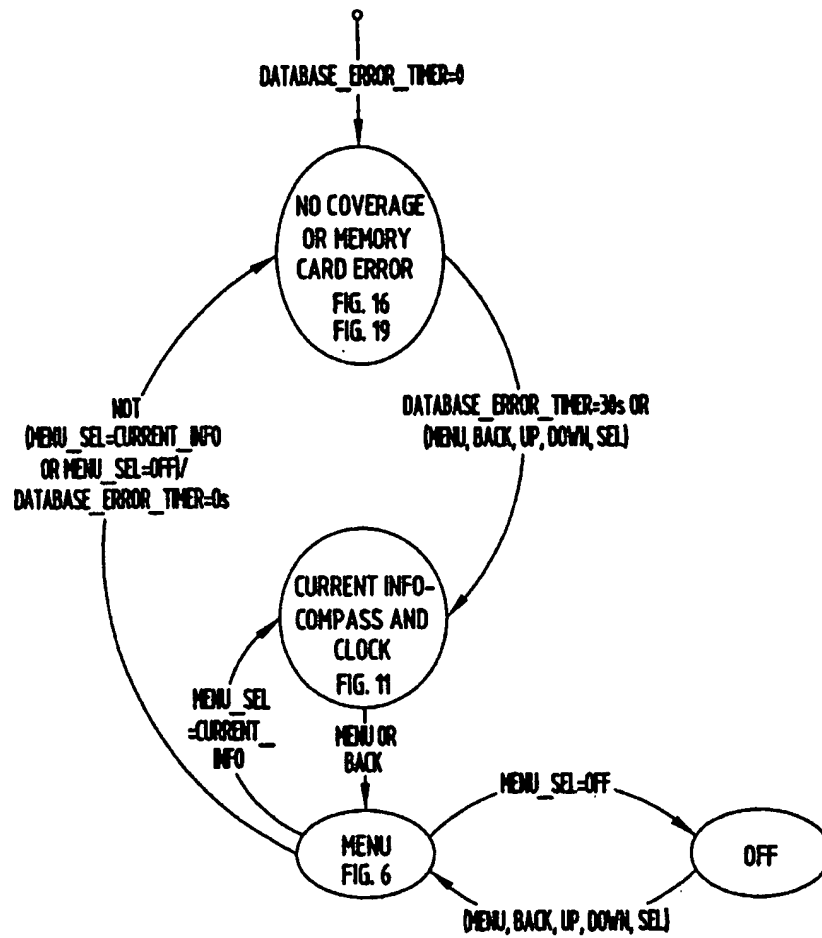 DATABASE_ERROR_TIMER=0
NO COVERAGE
OR MEMORY
CARD ERROR
FIG. 16
FIG. 19
NOT
(MENU_SEL=CURRENT_INFO
OR MENU_SEL=OFF)/
DATABASE_ERROR_TIMER=0s
DATABASE_ERROR_TIMER=30s OR
(MENU, BACK, UP, DOWN, SEL)
CURRENT INFO-
COMPASS AND
CLOCK
FIG. 11
MENU_SEL
=CURRENT_
INFO
MENU OR
BACK
MENU_SEL=OFF
MENU
FIG. 6
OFF
(MENU, BACK, UP, DOWN, SEL)